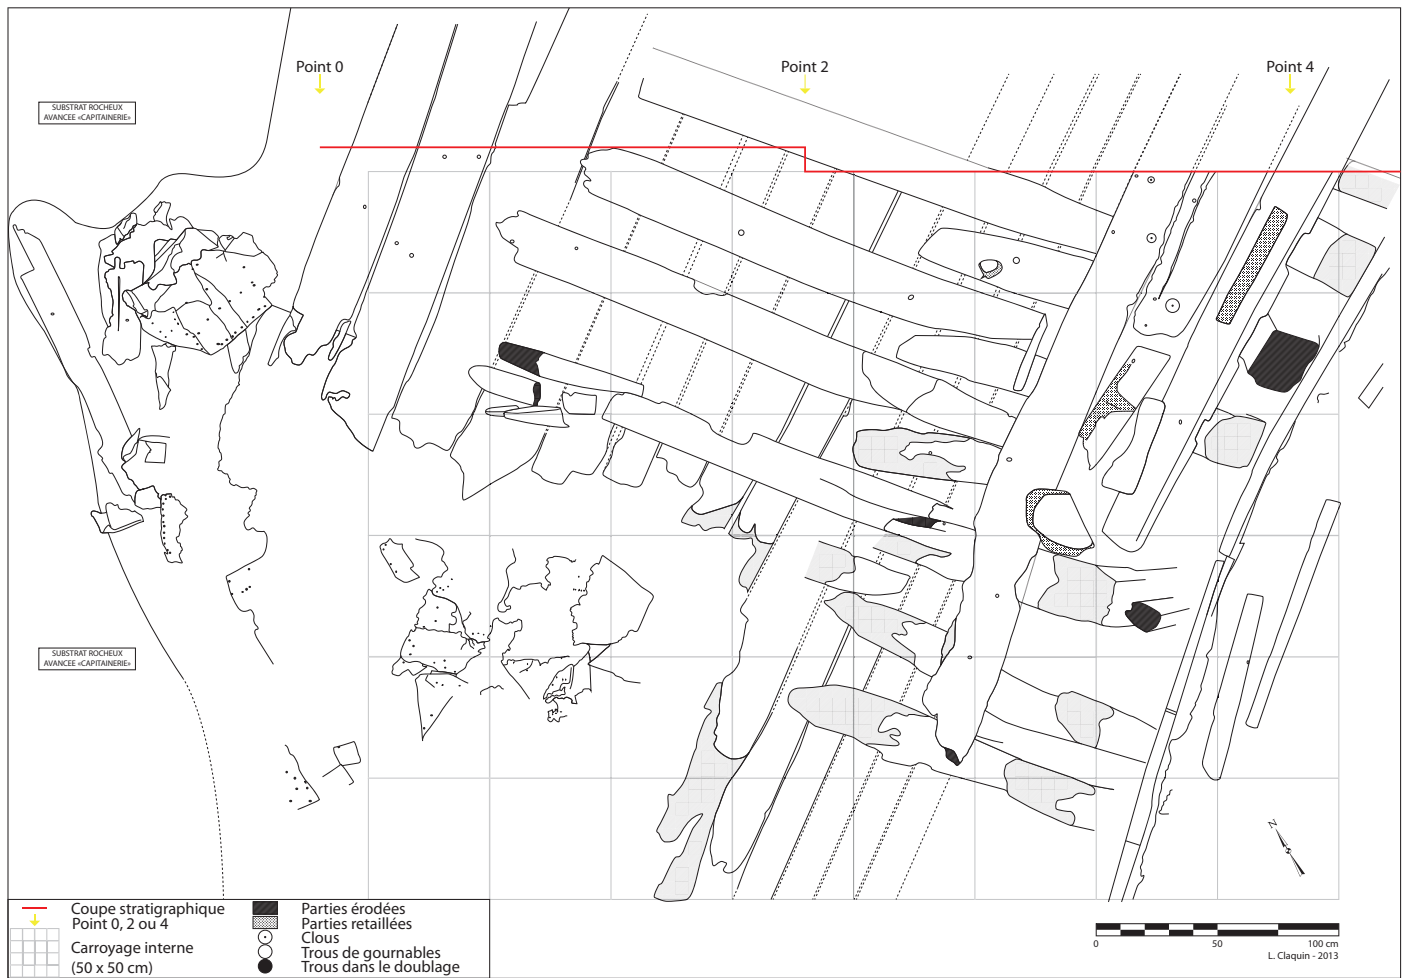 Point 0
Point 2
Point 4
SUBSTRAT ROCHEUX
AVANCEE «CAPITAINERIE»
SUBSTRAT ROCHEUX
AVANCEE «CAPITAINERIE»
N
S
Coupe stratigraphique
Point 0, 2 ou 4
Carroyage interne
(50 x 50 cm)
Parties érodées
Parties retaillées
Clous
Trous de gournables
Trous dans le doublage
0 50 100 cm
L. Claquin - 2013